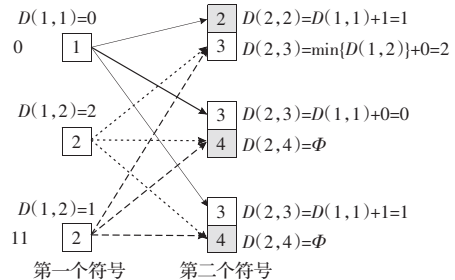 D(1,1)=0
0
1
2
D(2,2)=D(1,1)+1=1
3
D(2,3)=min{D(1,2)}+0=2
D(1,2)=2
2
3
D(2,3)=D(1,1)+0=0
4
D(2,4)=Φ
D(1,2)=1
11
2
3
D(2,3)=D(1,1)+1=1
4
D(2,4)=Φ
第一个符号
第二个符号